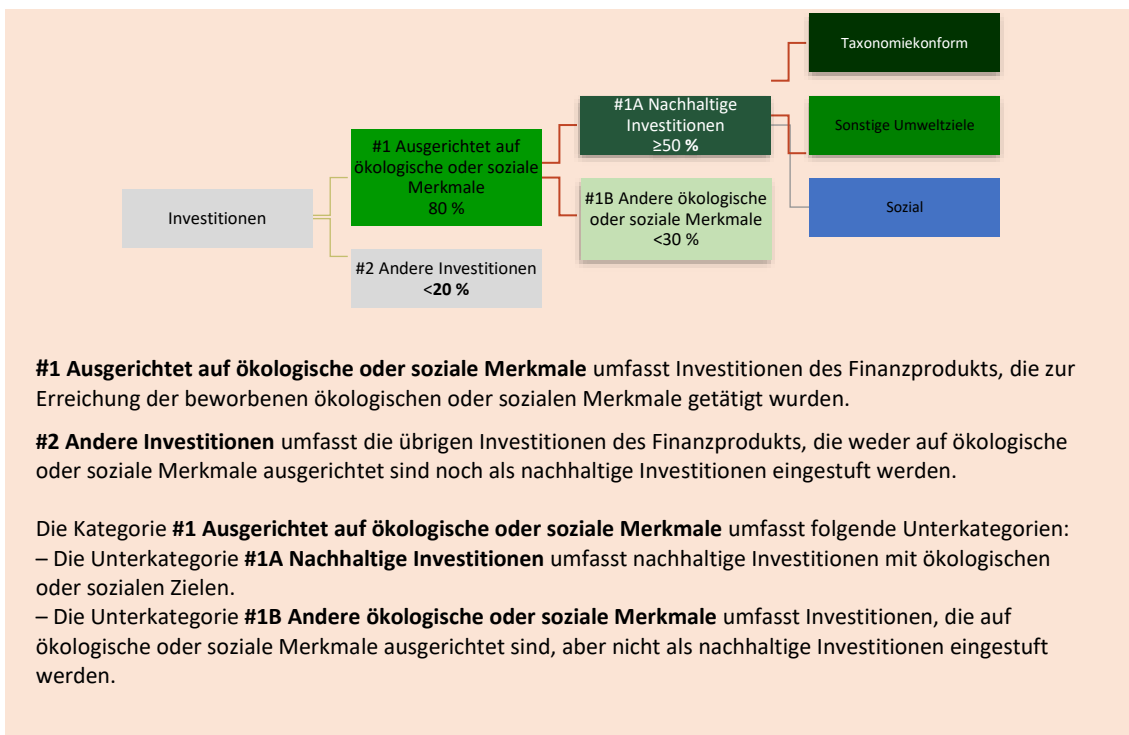 Taxonomiekonform
#1A Nachhaltige
Investitionen
≥50 %
Sonstige Umweltziele
#1 Ausgerichtet auf
ökologische oder soziale
Merkmale
80 %
Investitionen
#1B Andere ökologische
oder soziale Merkmale
<30 %
Sozial
#2 Andere Investitionen
<20 %
#1 Ausgerichtet auf ökologische oder soziale Merkmale umfasst Investitionen des Finanzprodukts, die zur
Erreichung der beworbenen ökologischen oder sozialen Merkmale getätigt wurden.
#2 Andere Investitionen umfasst die übrigen Investitionen des Finanzprodukts, die weder auf ökologische
oder soziale Merkmale ausgerichtet sind noch als nachhaltige Investitionen eingestuft werden.
Die Kategorie #1 Ausgerichtet auf ökologische oder soziale Merkmale umfasst folgende Unterkategorien:
– Die Unterkategorie #1A Nachhaltige Investitionen umfasst nachhaltige Investitionen mit ökologischen
oder sozialen Zielen.
– Die Unterkategorie #1B Andere ökologische oder soziale Merkmale umfasst Investitionen, die auf
ökologische oder soziale Merkmale ausgerichtet sind, aber nicht als nachhaltige Investitionen eingestuft
werden.